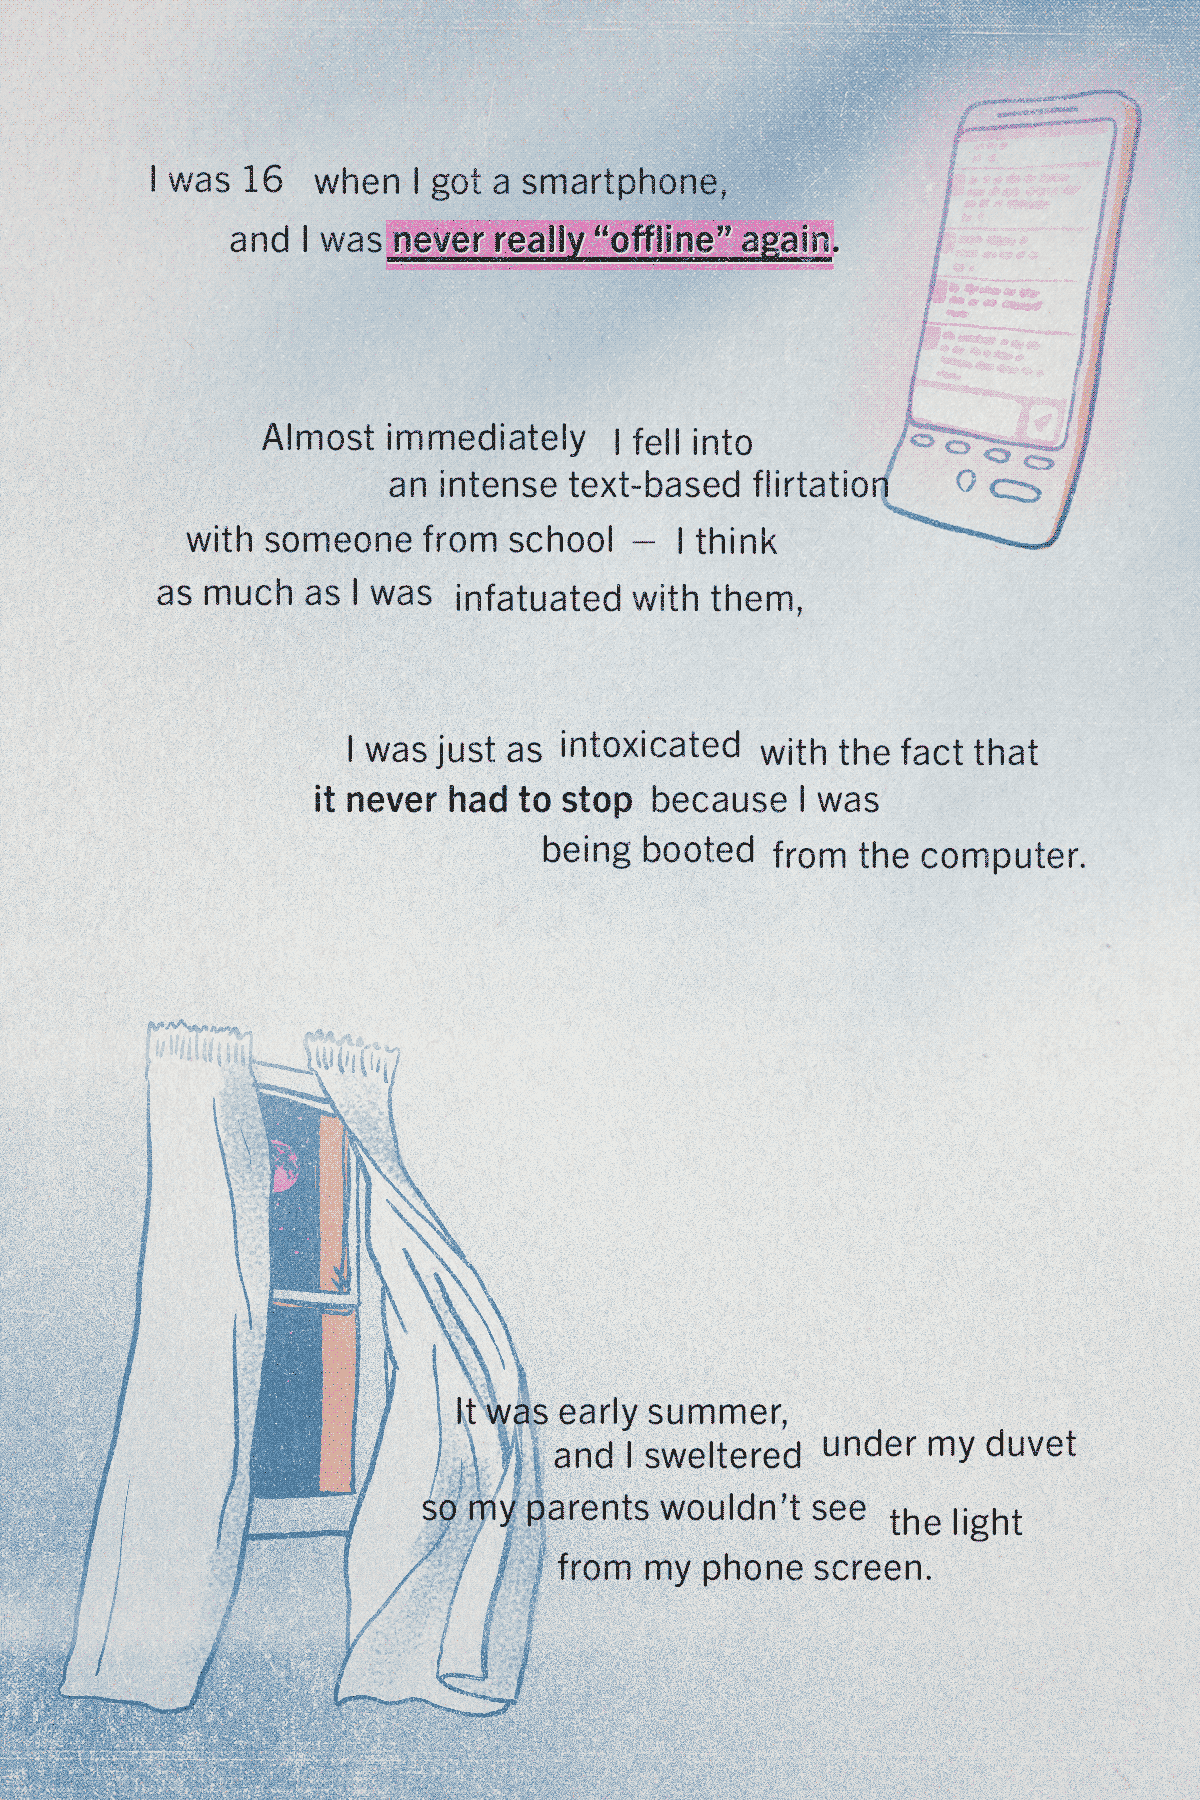 I was 16 when I got a smartphone,
and I was never really “offline” again.
Almost immediately I fell into
an intense text-based flirtation
with someone from school — I think
as much as I was infatuated with them,
I was just as intoxicated with the fact that
it never had to stop because I was
being booted from the computer.
It was early summer,
and I sweltered under my duvet
so my parents wouldn’t see the light
from my phone screen.